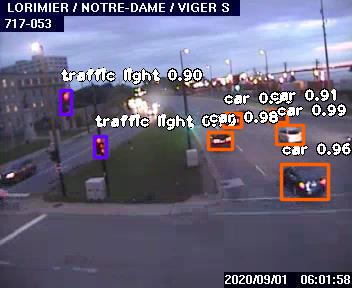 LORIMIER / NOTRE-DAME / VIGER S
717-053
traffic light 0.90
car 0.91
car 0.99
car 0.98
traffic light
car 0.96
2020/09/01 06:01:58